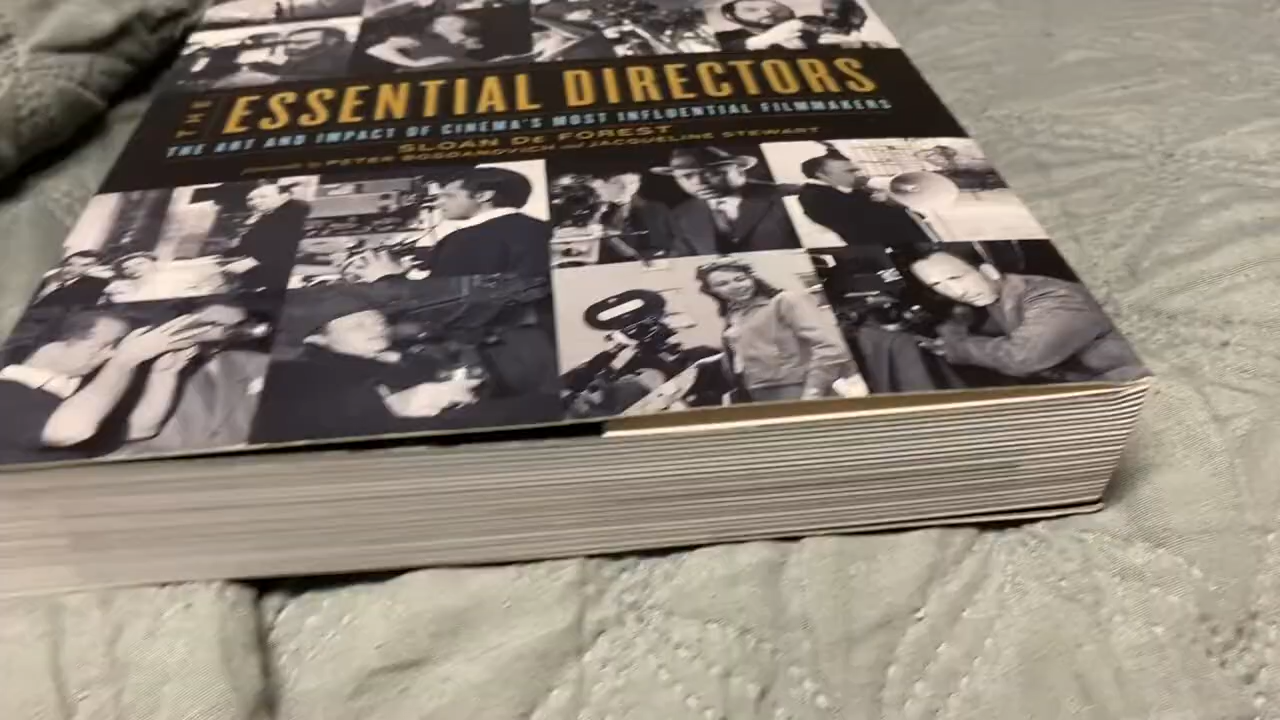 THE ESSENTIAL DIRECTORS
THE ART AND IMPACT OF CINEMA'S MOST INFLUENTIAL FILMMAKERS
SLOAN DE FOREST
PETER BOGDANOVICH AND JACQUELINE STEWART